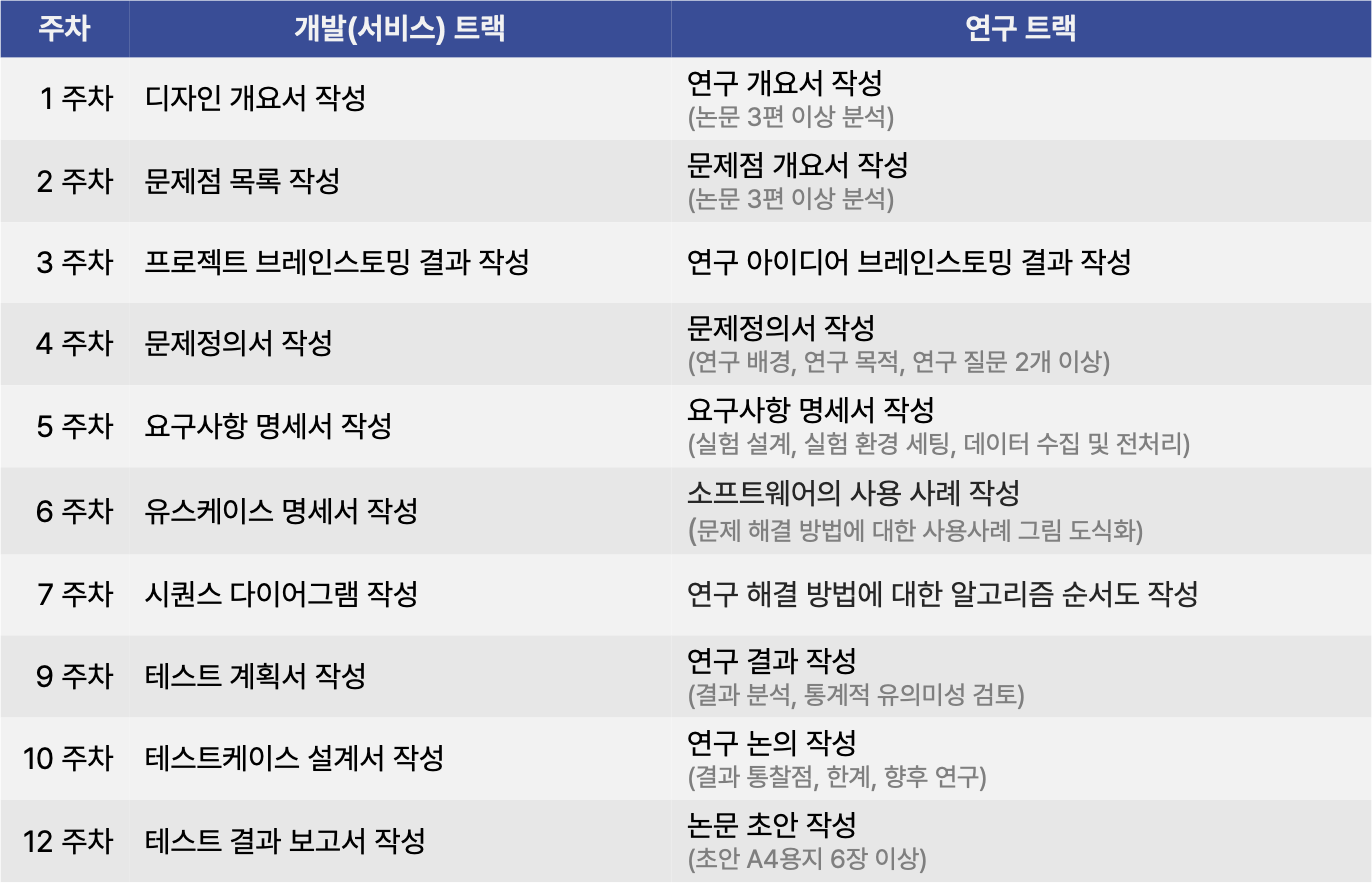 주차 개발(서비스) 트랙 연구 트랙
1 주차 디자인 개요서 작성 연구 개요서 작성
(논문 3편 이상 분석)
2 주차 문제점 목록 작성 문제점 개요서 작성
(논문 3편 이상 분석)
3 주차 프로젝트 브레인스토밍 결과 작성 연구 아이디어 브레인스토밍 결과 작성
4 주차 문제정의서 작성 문제정의서 작성
(연구 배경, 연구 목적, 연구 질문 2개 이상)
5 주차 요구사항 명세서 작성 요구사항 명세서 작성
(실험 설계, 실험 환경 세팅, 데이터 수집 및 전처리)
6 주차 유스케이스 명세서 작성 소프트웨어의 사용 사례 작성
(문제 해결 방법에 대한 사용사례 그림 도식화)
7 주차 시퀀스 다이어그램 작성 연구 해결 방법에 대한 알고리즘 순서도 작성
9 주차 테스트 계획서 작성 연구 결과 작성
(결과 분석, 통계적 유의미성 검토)
10 주차 테스트케이스 설계서 작성 연구 논의 작성
(결과 통찰점, 한계, 향후 연구)
12 주차 테스트 결과 보고서 작성 논문 초안 작성
(초안 A4용지 6장 이상)